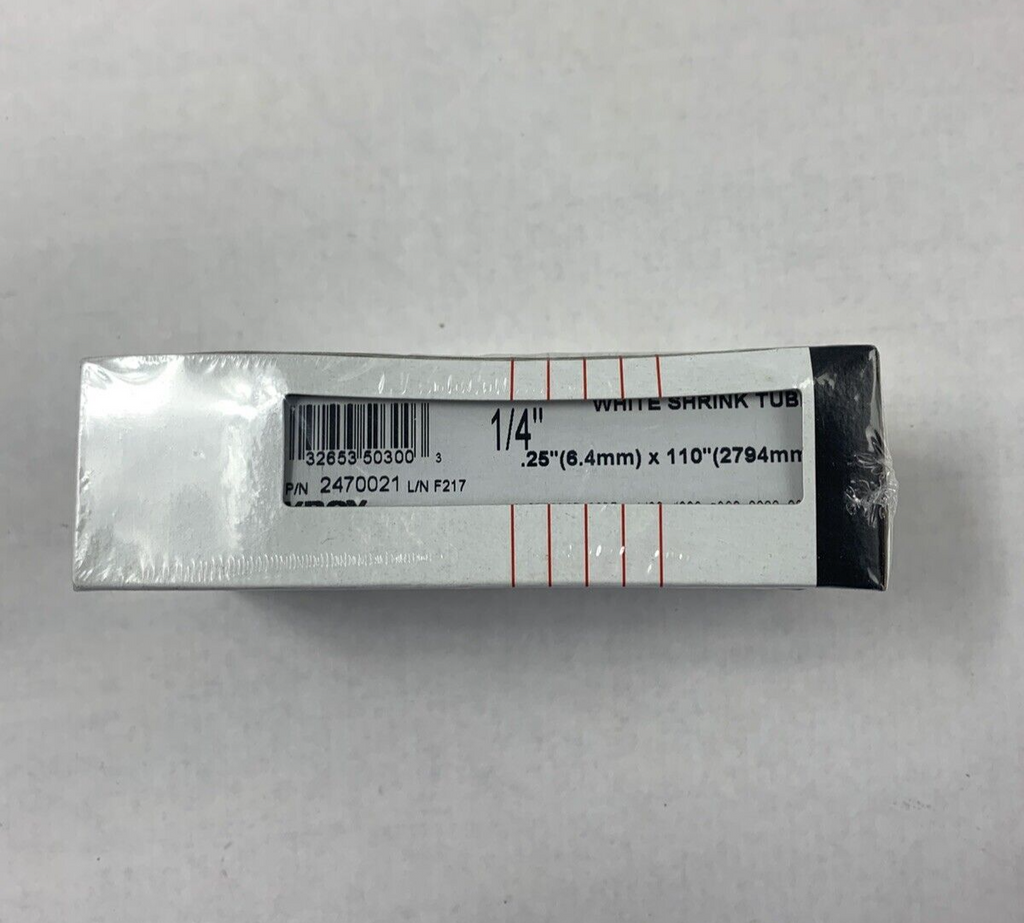 WHITE SHRINK TUB
1/4"
.25"(6.4mm) x 110"(2794mm
32653 50300 3
P/N 2470021 L/N F217